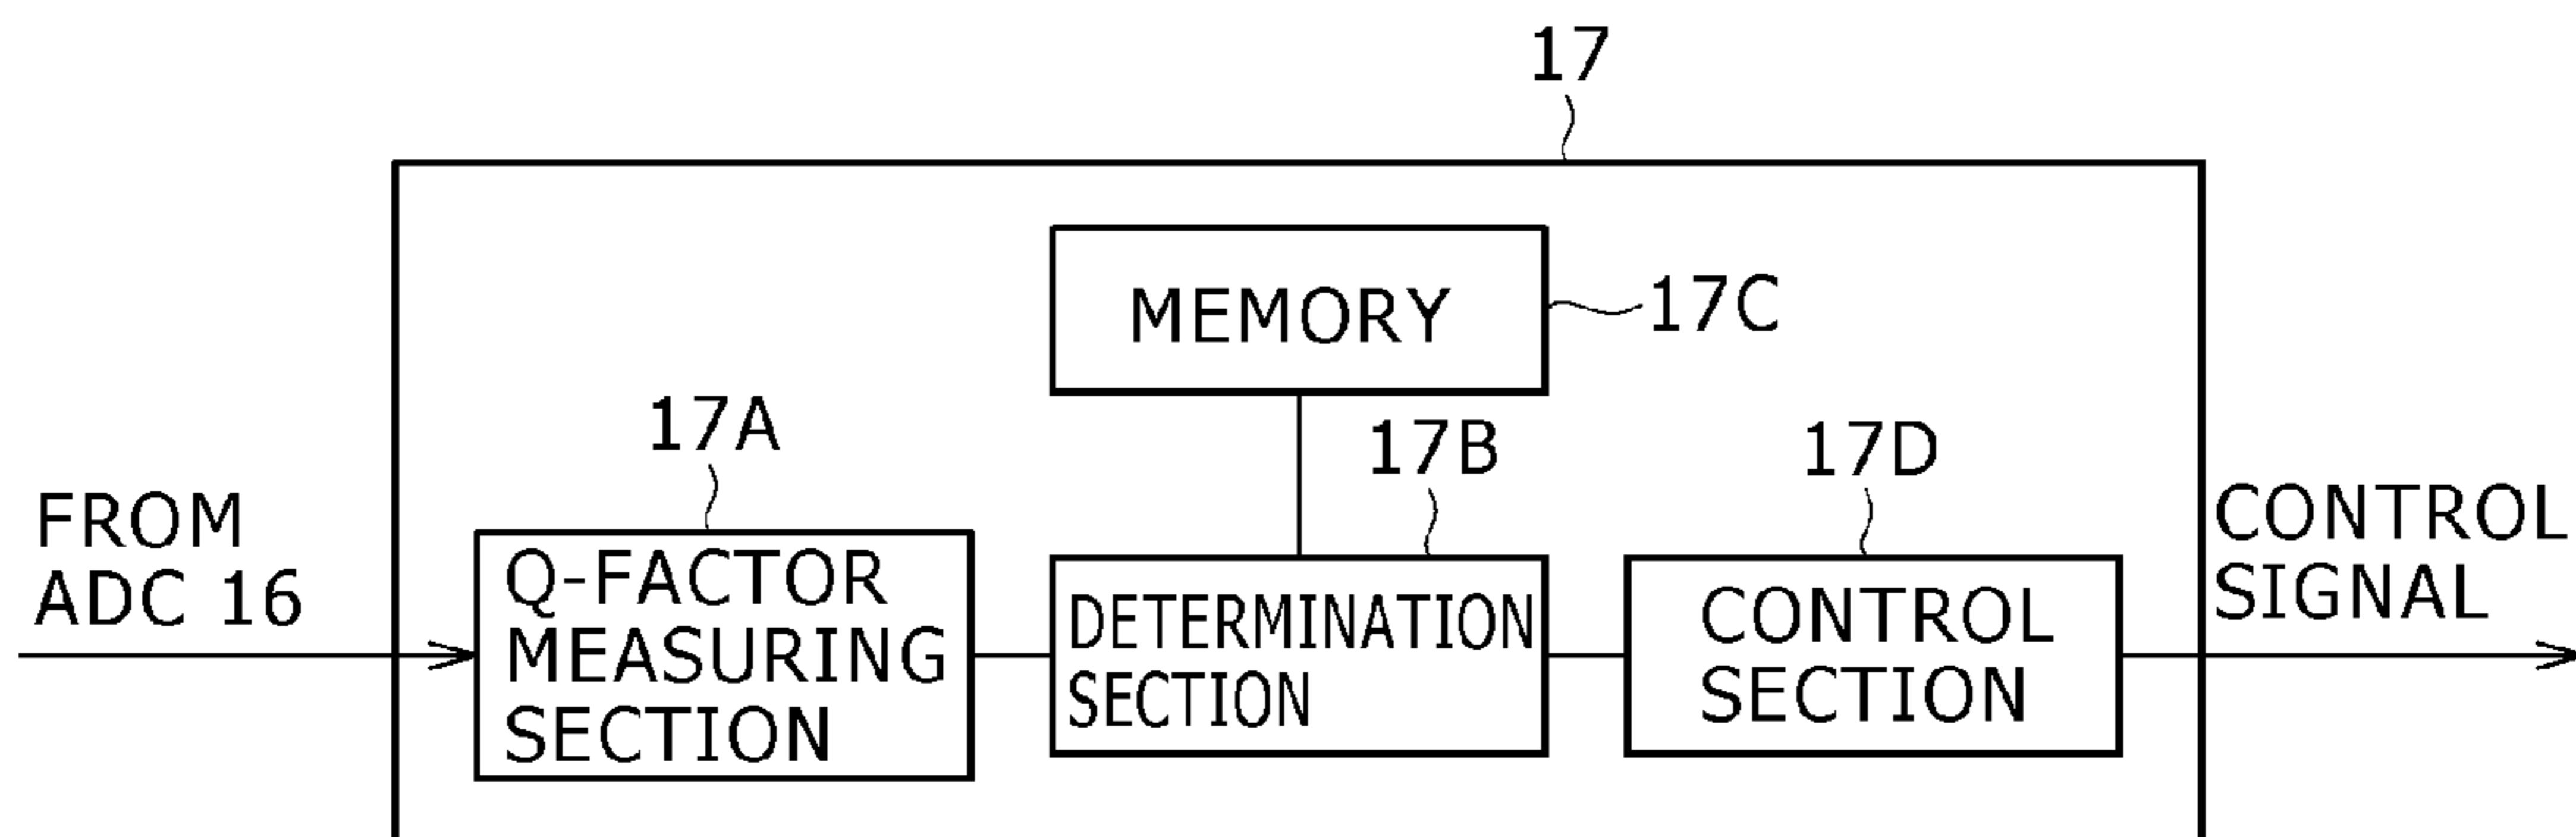 17
MEMORY
17C
17A
17B
17D
FROM
ADC 16
Q-FACTOR
MEASURING
SECTION
DETERMINATION
SECTION
CONTROL
SECTION
CONTROL
SIGNAL